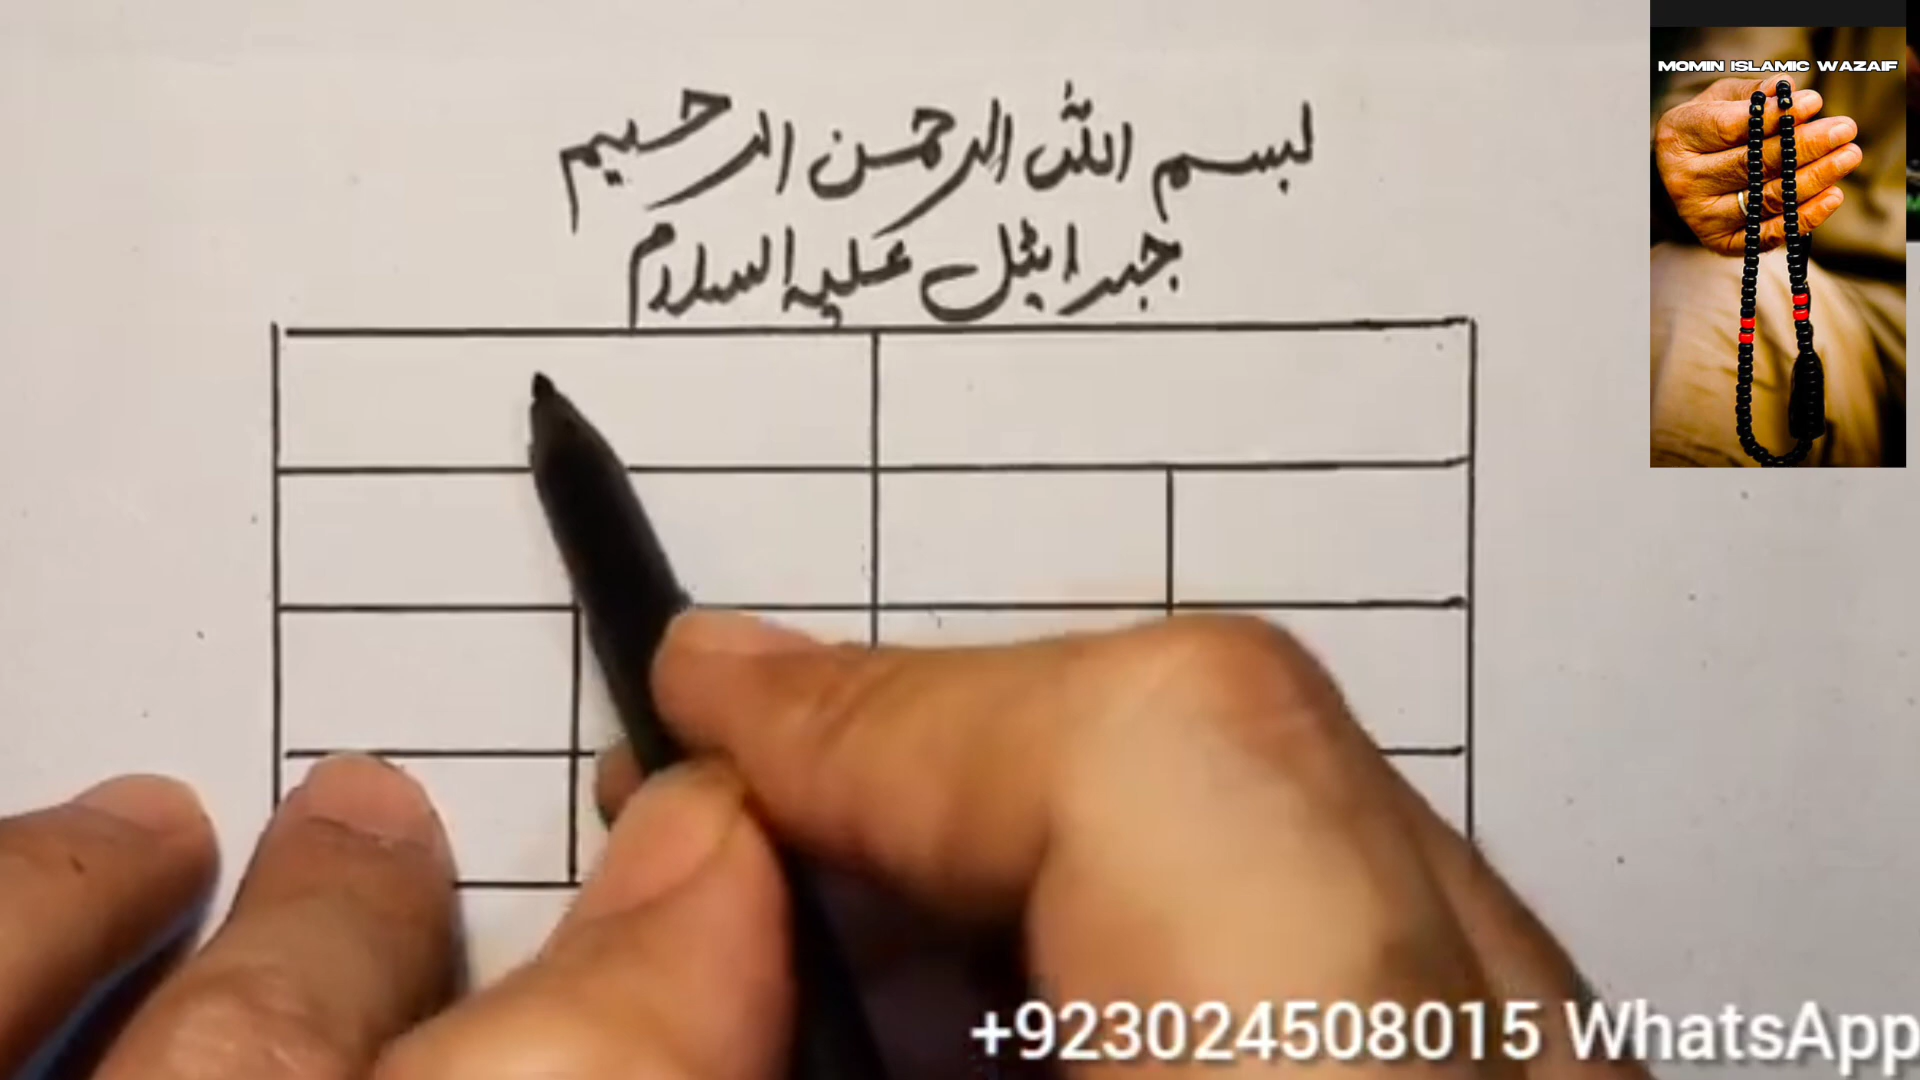 بسم اللہ الرحمن الرحیم
جبرائیل علیہ السلام
MOMIN ISLAMIC WAZAIF
+923024508015 WhatsApp